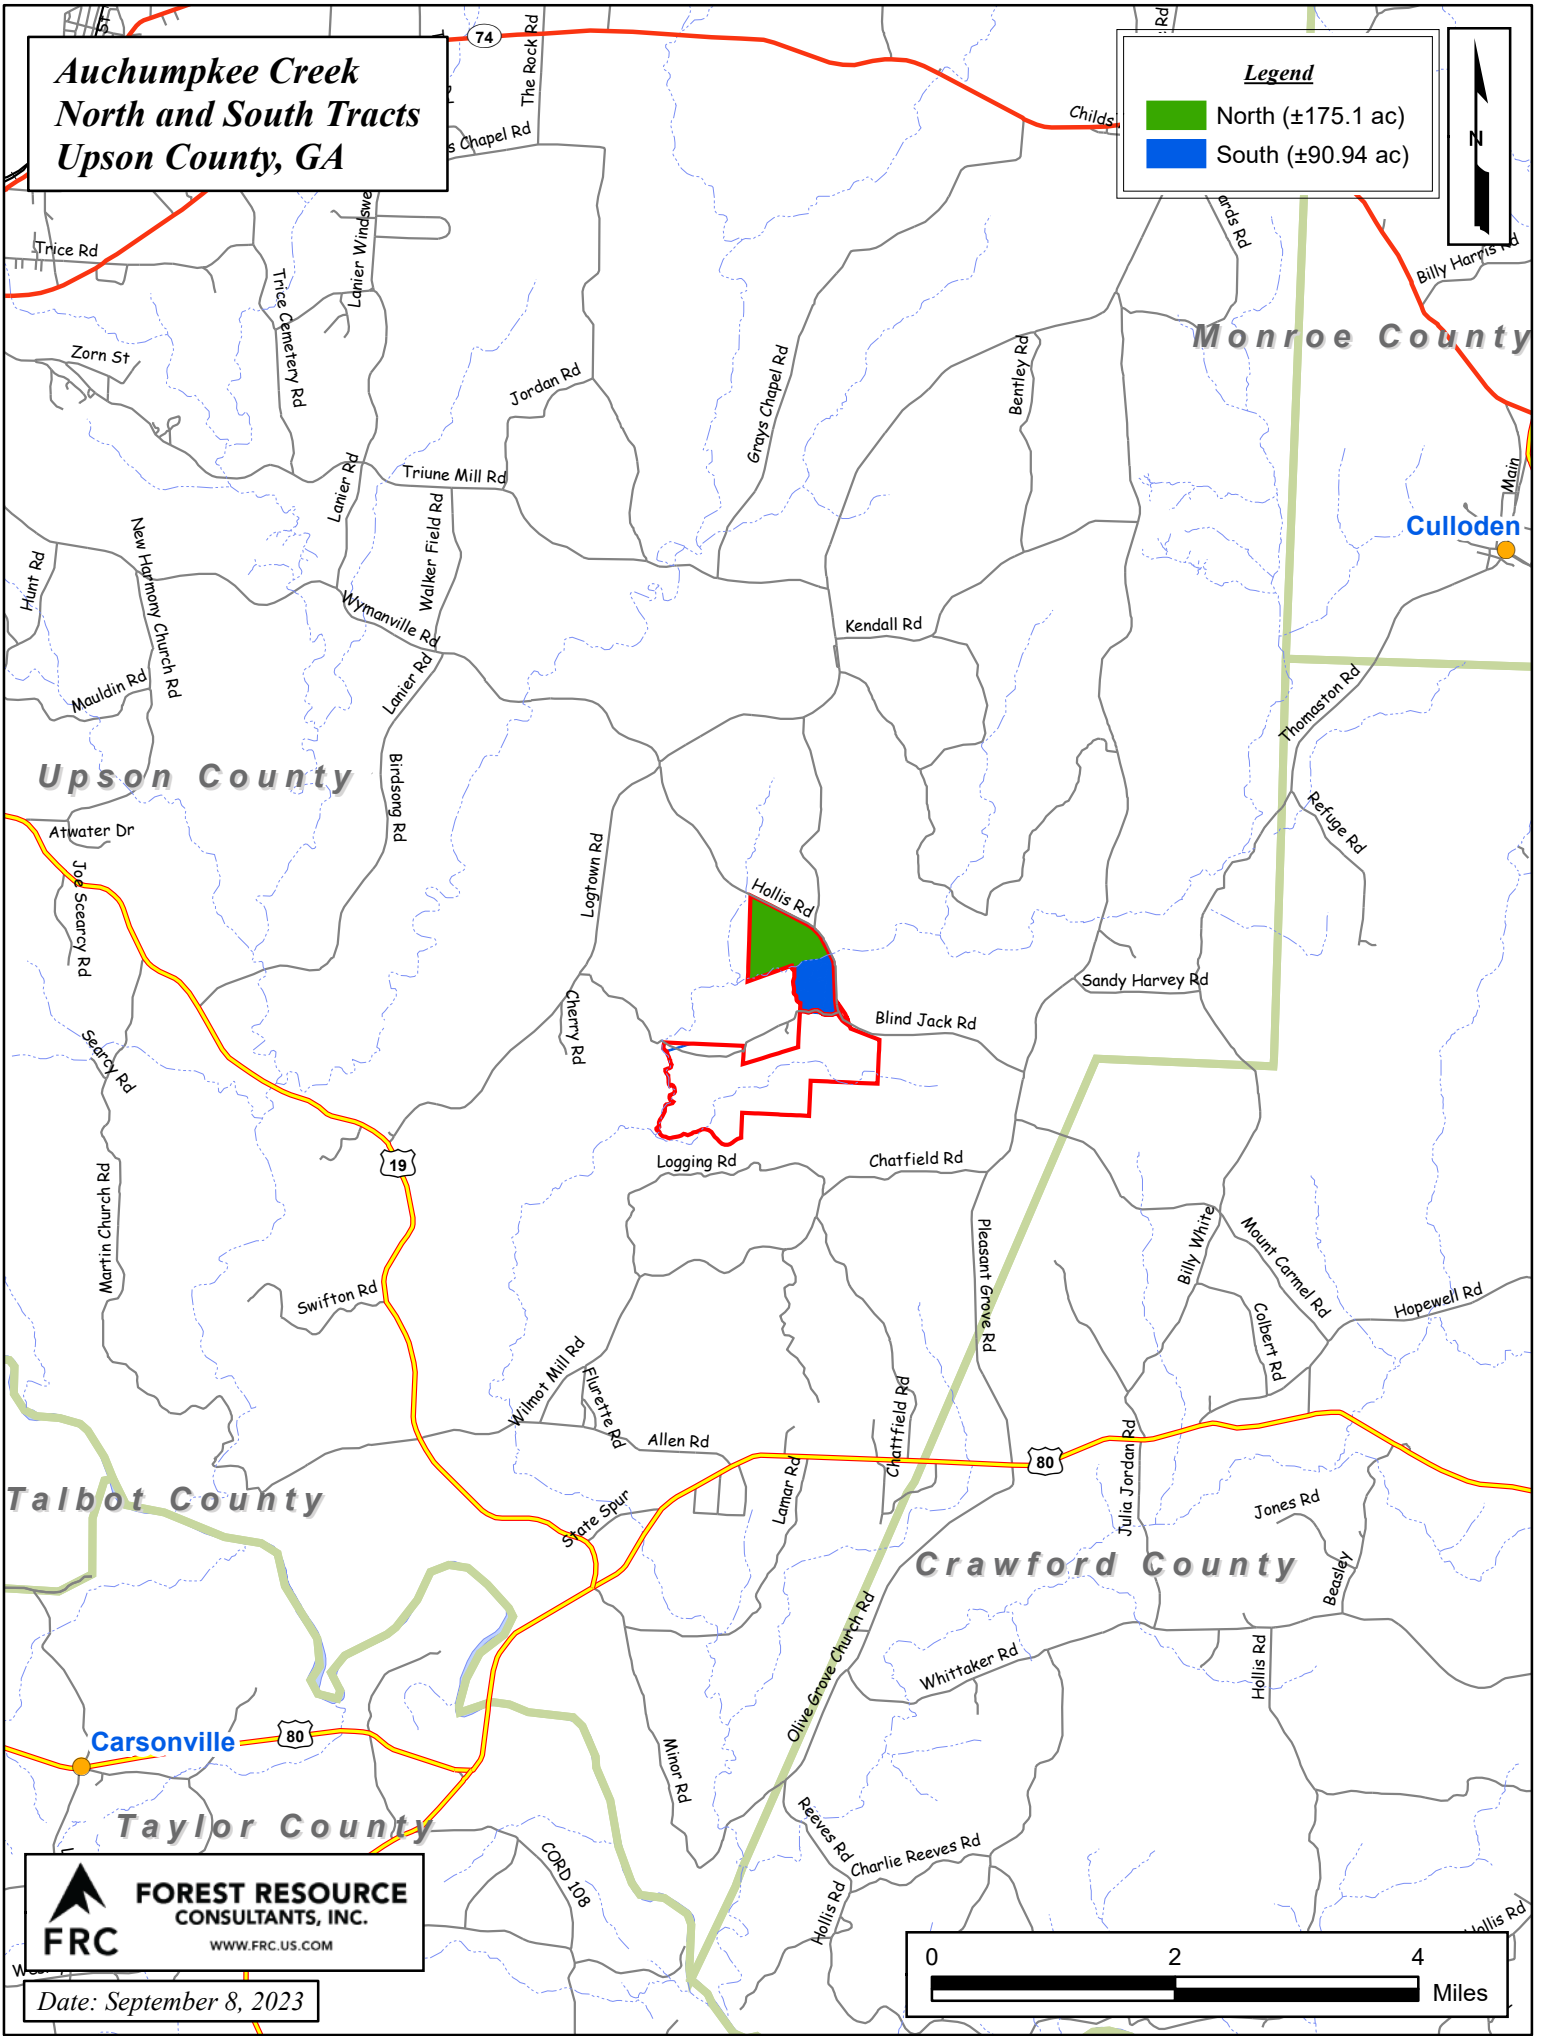 Auchumpkee Creek
North and South Tracts
Upson County, GA
74
The Rock Rd
s Chapel Rd
Childs
Legend
North (±175.1 ac)
South (±90.94 ac)
N
ards Rd
Billy Harris Rd
Trice Rd
Lanier Windswe
Trice Cemetery Rd
Zorn St
Monroe County
Jordan Rd
Grays Chapel Rd
Bentley Rd
Triune Mill Rd
Lanier Rd
Walker Field Rd
Main
Culloden
New Harmony Church Rd
Hunt Rd
Wymanville Rd
Kendall Rd
Mauldin Rd
Lanier Rd
Thomaston Rd
Upson County
Birdsong Rd
Atwater Dr
Refuge Rd
Joe Scearcy Rd
Logtown Rd
Hollis Rd
Sandy Harvey Rd
Cherry Rd
Blind Jack Rd
Searcy Rd
19
Logging Rd
Chatfield Rd
Martin Church Rd
Pleasant Grove Rd
Billy White
Mount Carmel Rd
Swifton Rd
Hopewell Rd
Colbert Rd
Wilmot Mill Rd
Flurette Rd
Chattfield Rd
Allen Rd
80
Julia Jordan Rd
Lamar Rd
Talbot County
State Spur
Jones Rd
Crawford County
Beasley
Olive Grove Church Rd
Whittaker Rd
Hollis Rd
Carsonville
80
Minor Rd
Taylor County
Reeves Rd
Charlie Reeves Rd
CORD 108
Hollis Rd
Hollis Rd
FRC
FOREST RESOURCE
CONSULTANTS, INC.
WWW.FRC.US.COM
Date: September 8, 2023
0 2 4
Miles